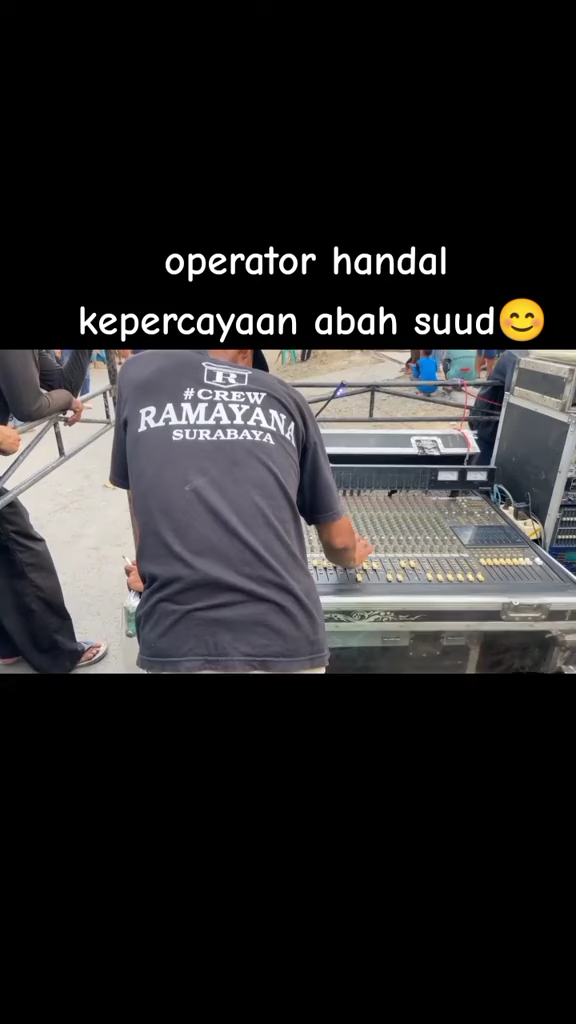 operator handal
kepercayaan abah suud😊
R
#CREW
RAMAYANA
SURABAYA